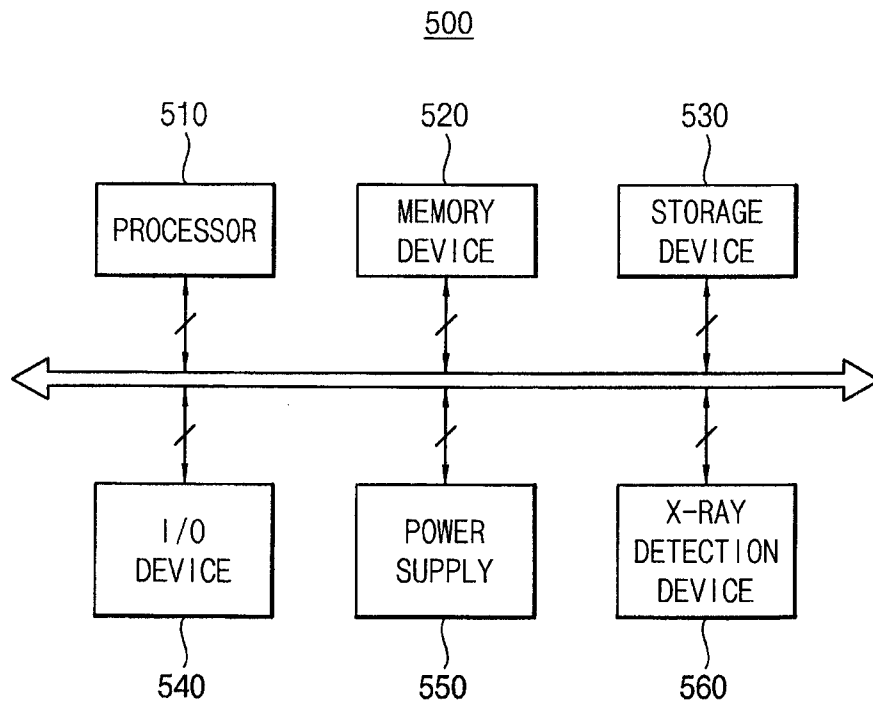 500
510
520
530
PROCESSOR
MEMORY
DEVICE
STORAGE
DEVICE
I/O
DEVICE
POWER
SUPPLY
X-RAY
DETECTION
DEVICE
540
550
560